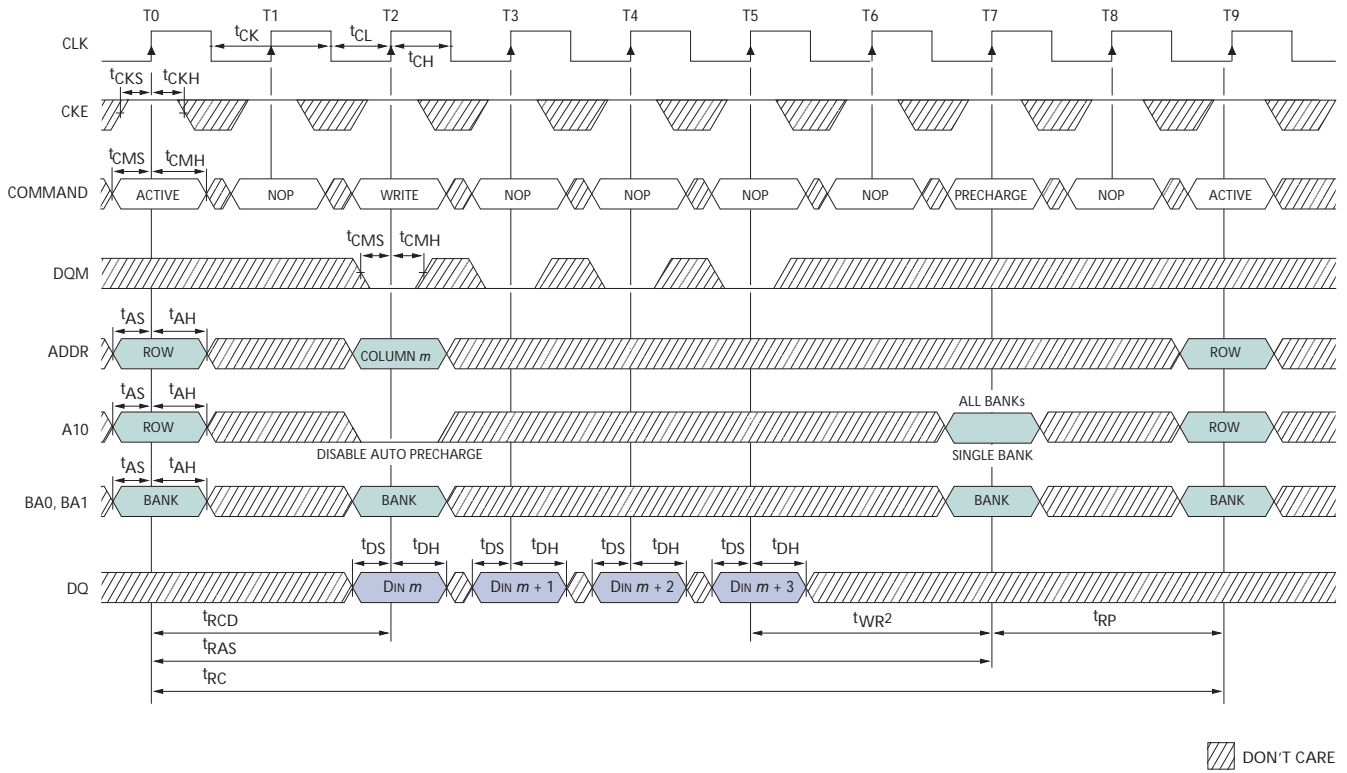 T0 T1 T2 T3 T4 T5 T6 T7 T8 T9
CLK
tCK tCL
tCH
tCKS tCKH
CKE
tCMS tCMH
COMMAND ACTIVE NOP WRITE NOP NOP NOP NOP PRECHARGE NOP ACTIVE
tCMS tCMH
DQM
tAS tAH
ADDR ROW COLUMN m ROW
tAS tAH
ALL BANKs
A10 ROW ROW
DISABLE AUTO PRECHARGE SINGLE BANK
tAS tAH
BA0, BA1 BANK BANK BANK BANK
tDS tDH tDS tDH tDS tDH tDS tDH
DQ DIN m DIN m + 1 DIN m + 2 DIN m + 3
tRCD tWR2 tRP
tRAS
tRC
DON'T CARE